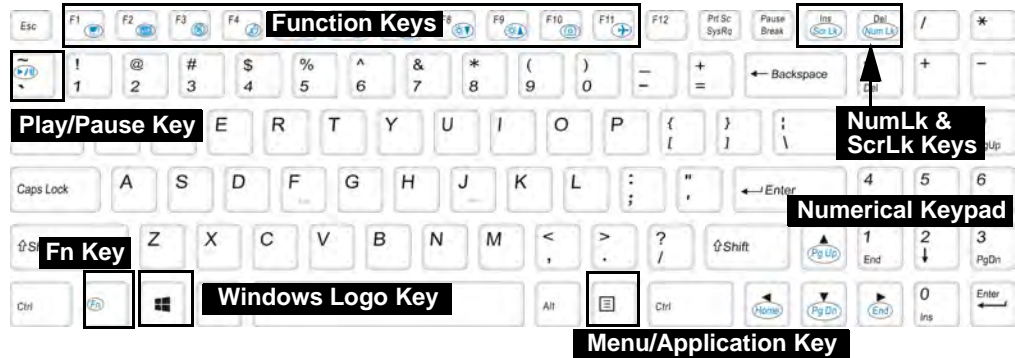 Esc F1 F2 F3 F4 Function Keys F8 F9 F10 F11 F12 Prt Sc SysRq Pause Break Ins Scr Lk Del Num Lk / *
~ ` ! 1 @ 2 # 3 $ 4 % 5 ^ 6 & 7 * 8 ( 9 ) 0 _ - + = ← Backspace Del + -
Play/Pause Key E R T Y U I O P { [ } ] ¦ \ NumLk & ScrLk Keys
Caps Lock A S D F G H J K L : ; " ' Enter 4 5 6
Numerical Keypad
Fn Key Z X C V B N M < , > . ? / ⇧Shift ▲ Pg Up 1 End 2 ↓ 3 PgDn
Ctrl Fn Windows Logo Key Alt Ctrl ◄ Home ▼ Pg Dn ► End 0 Ins Enter
Menu/Application Key